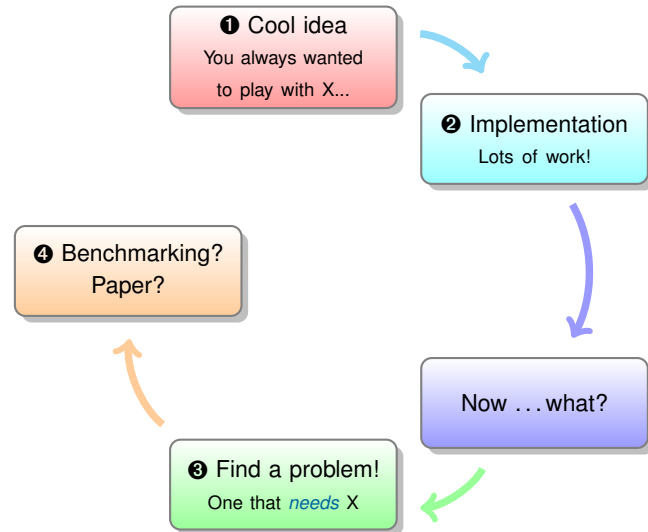 ❶ Cool idea
You always wanted
to play with X...
❷ Implementation
Lots of work!
Now ...what?
❸ Find a problem!
One that needs X
❹ Benchmarking?
Paper?